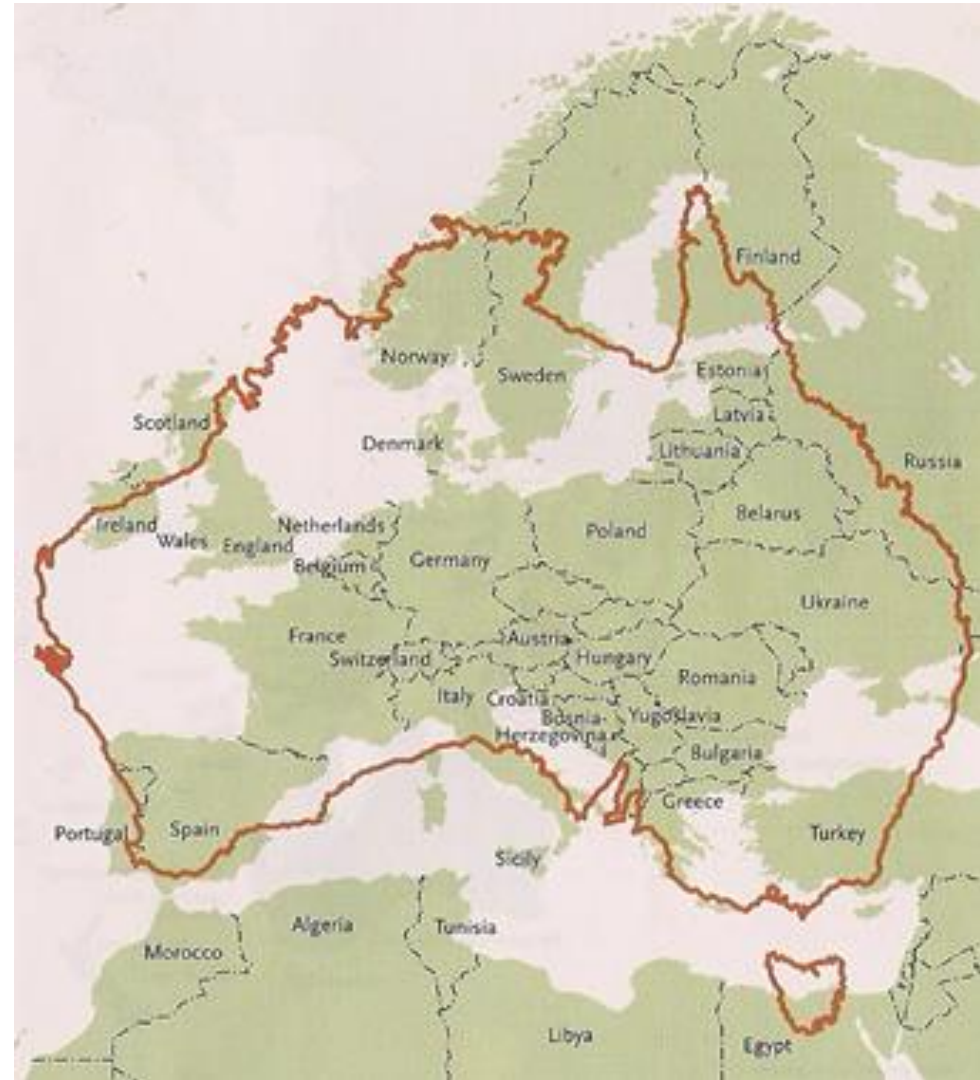 Finland
Norway
Sweden
Estonia
Scotland
Latvia
Denmark
Lithuania
Russia
Ireland
Wales
England
Netherlands
Belgium
Germany
Poland
Belarus
Ukraine
France
Switzerland
Austria
Hungary
Romania
Italy
Croatia
Bosnia-
Herzegovina
Yugoslavia
Bulgaria
Greece
Portugal
Spain
Turkey
Sicily
Algeria
Tunisia
Morocco
Libya
Egypt